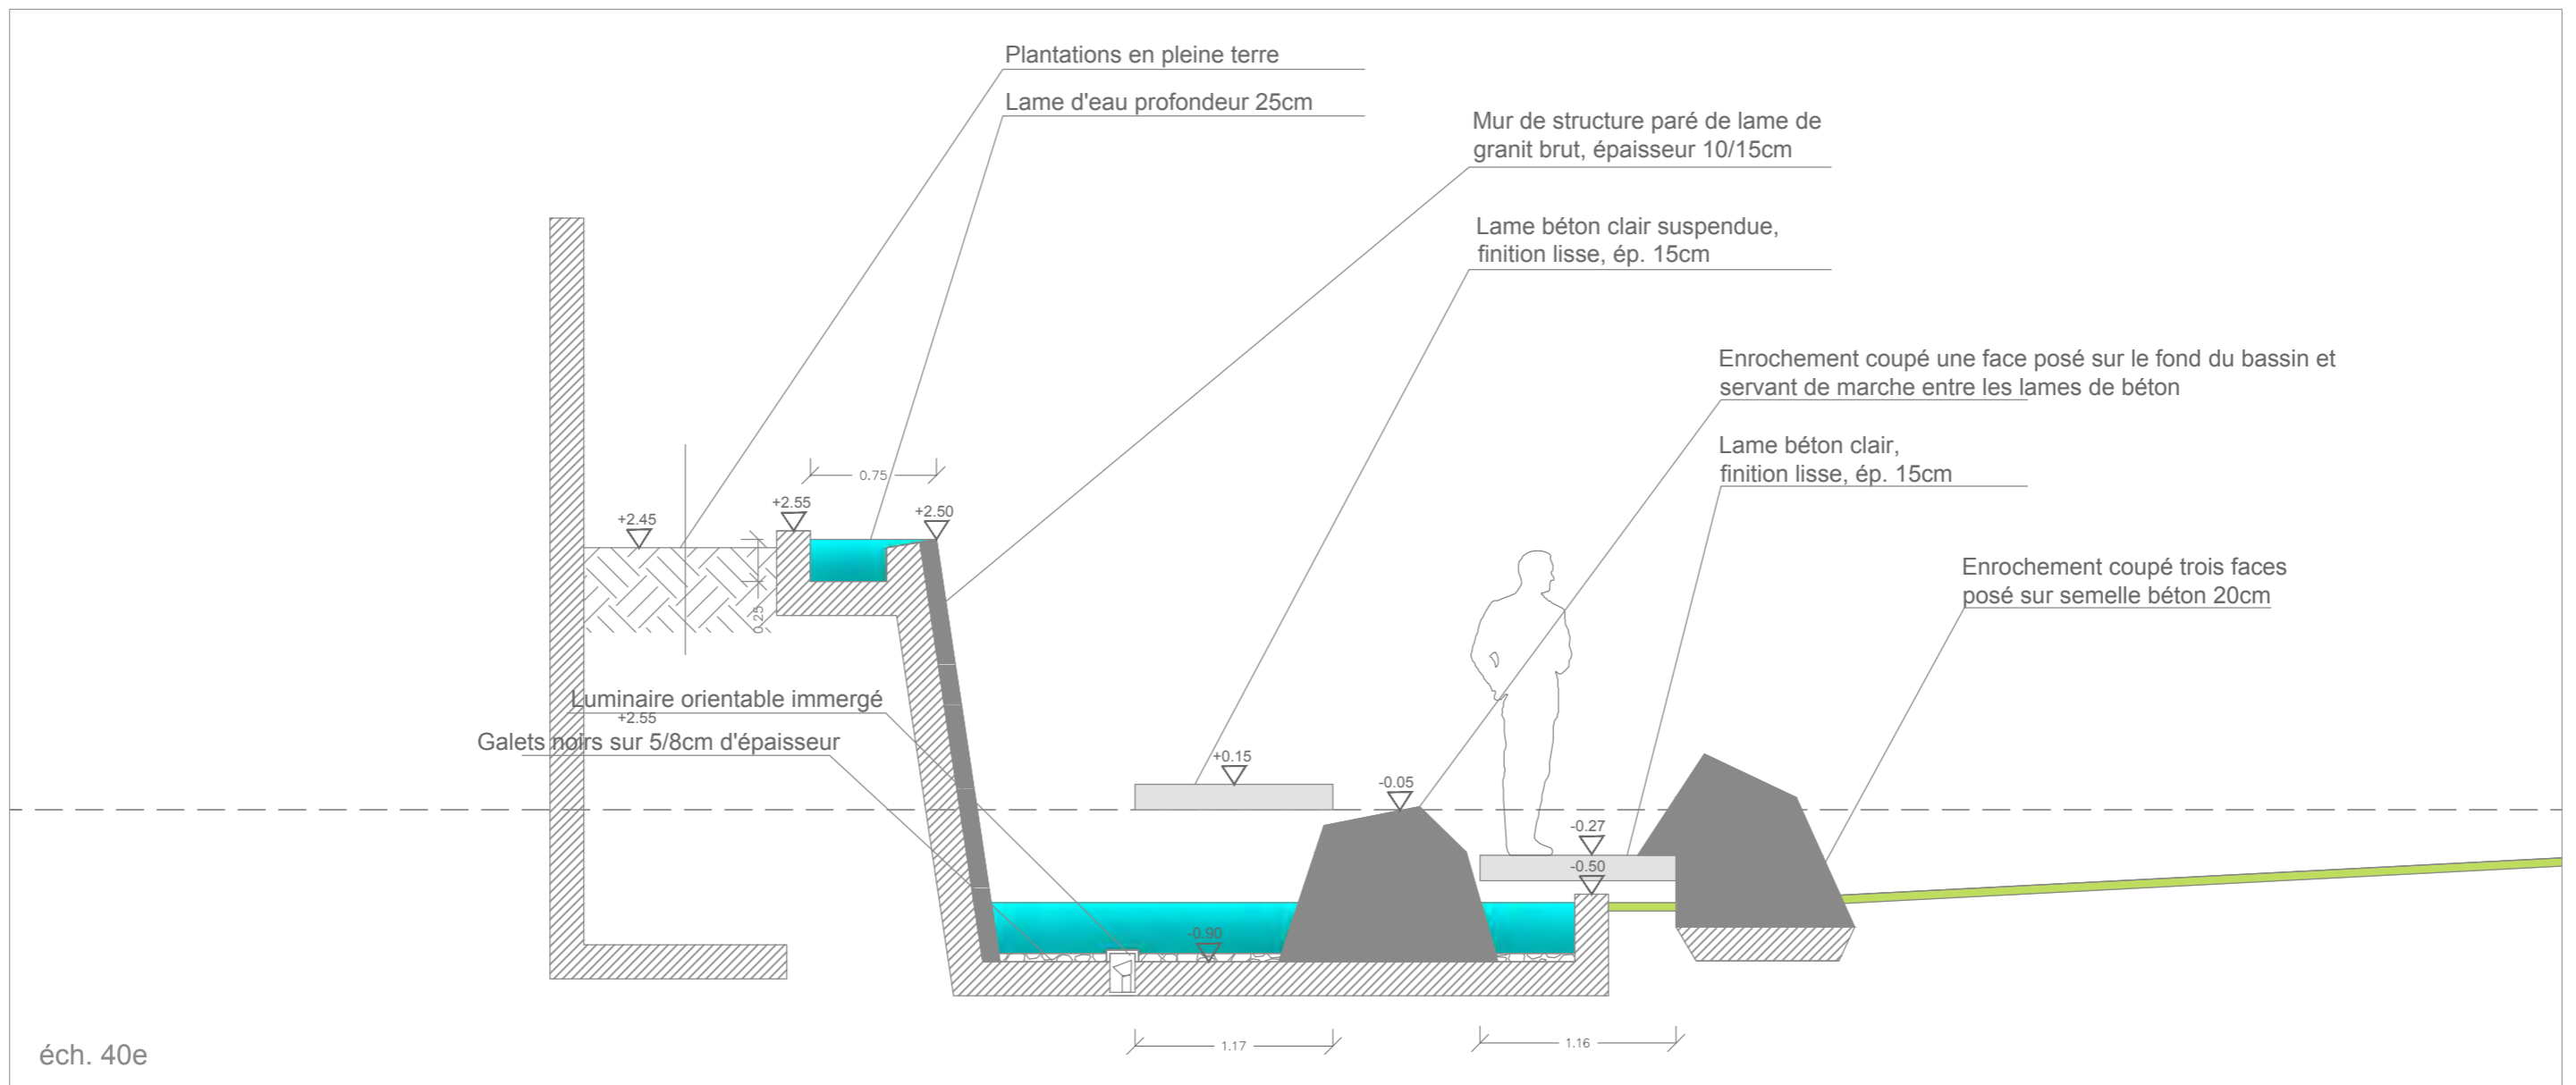 Plantations en pleine terre
Lame d'eau profondeur 25cm
Mur de structure paré de lame de
granit brut, épaisseur 10/15cm
Lame béton clair suspendue,
finition lisse, ép. 15cm
Enrochement coupé une face posé sur le fond du bassin et
servant de marche entre les lames de béton
Lame béton clair,
finition lisse, ép. 15cm
Enrochement coupé trois faces
posé sur semelle béton 20cm
0.75
+2.55
+2.50
+2.45
0.25
Luminaire orientable immergé
+2.55
Galets noirs sur 5/8cm d'épaisseur
+0.15
-0.05
-0.27
-0.50
-0.90
1.17
1.16
éch. 40e